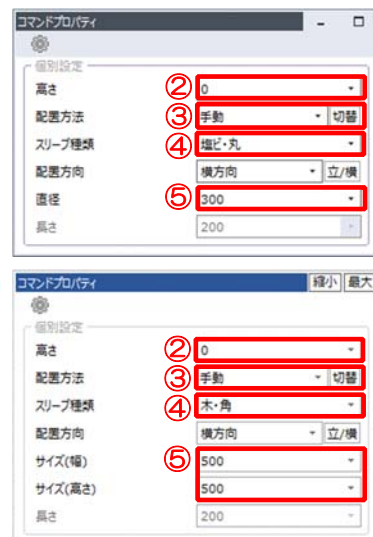 コマンドプロパティ
個別設定
高さ ② 0
配置方法 ③ 手動 切替
スリーブ種類 ④ 塩ビ・丸
配置方向 横方向 立/横
直径 ⑤ 300
長さ 200
コマンドプロパティ 縮小 最大
個別設定
高さ ② 0
配置方法 ③ 手動 切替
スリーブ種類 ④ 木・角
配置方向 横方向 立/横
サイズ(幅) ⑤ 500
サイズ(高さ) 500
長さ 200